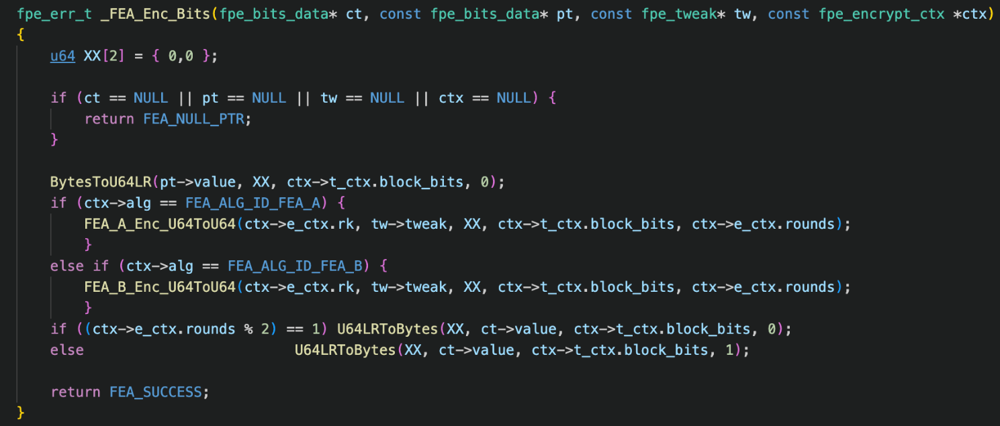 fpe_err_t _FEA_Enc_Bits(fpe_bits_data* ct, const fpe_bits_data* pt, const fpe_tweak* tw, const fpe_encrypt_ctx *ctx)
{
    u64 XX[2] = { 0,0 };

    if (ct == NULL || pt == NULL || tw == NULL || ctx == NULL) {
        return FEA_NULL_PTR;
    }

    BytesToU64LR(pt->value, XX, ctx->t_ctx.block_bits, 0);
    if (ctx->alg == FEA_ALG_ID_FEA_A) {
        FEA_A_Enc_U64ToU64(ctx->e_ctx.rk, tw->tweak, XX, ctx->t_ctx.block_bits, ctx->e_ctx.rounds);
        }
    else if (ctx->alg == FEA_ALG_ID_FEA_B) {
        FEA_B_Enc_U64ToU64(ctx->e_ctx.rk, tw->tweak, XX, ctx->t_ctx.block_bits, ctx->e_ctx.rounds);
        }
    if ((ctx->e_ctx.rounds % 2) == 1) U64LRToBytes(XX, ct->value, ctx->t_ctx.block_bits, 0);
    else                         U64LRToBytes(XX, ct->value, ctx->t_ctx.block_bits, 1);

    return FEA_SUCCESS;
}